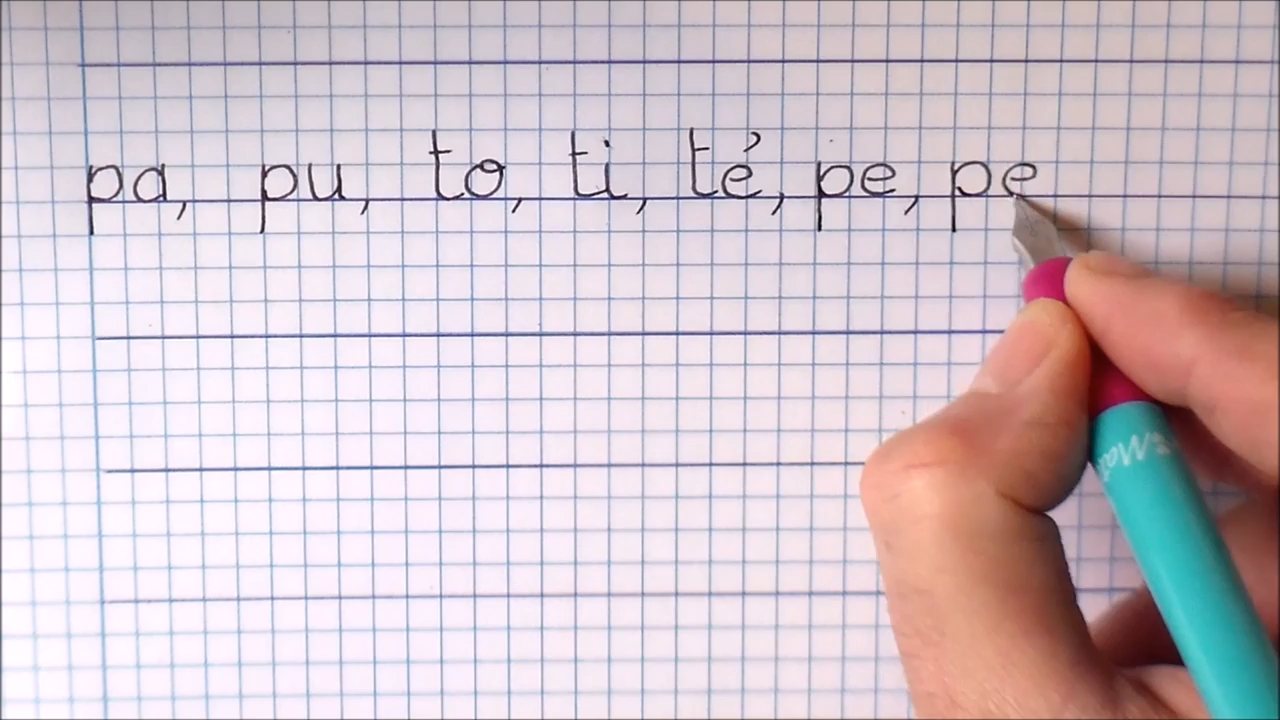 pa, pu, to, ti, té, pe, pe